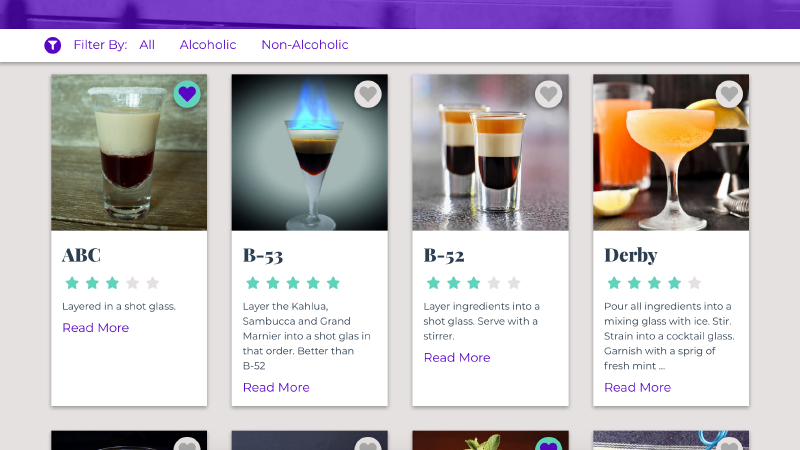 Filter By: All Alcoholic Non-Alcoholic
ABC
Layered in a shot glass.
Read More
B-53
Layer the Kahlua,
Sambucca and Grand
Marnier into a shot glas in
that order. Better than
B-52
Read More
B-52
Layer ingredients into a
shot glass. Serve with a
stirrer.
Read More
Derby
Pour all ingredients into a
mixing glass with ice. Stir.
Strain into a cocktail glass.
Garnish with a sprig of
fresh mint ...
Read More